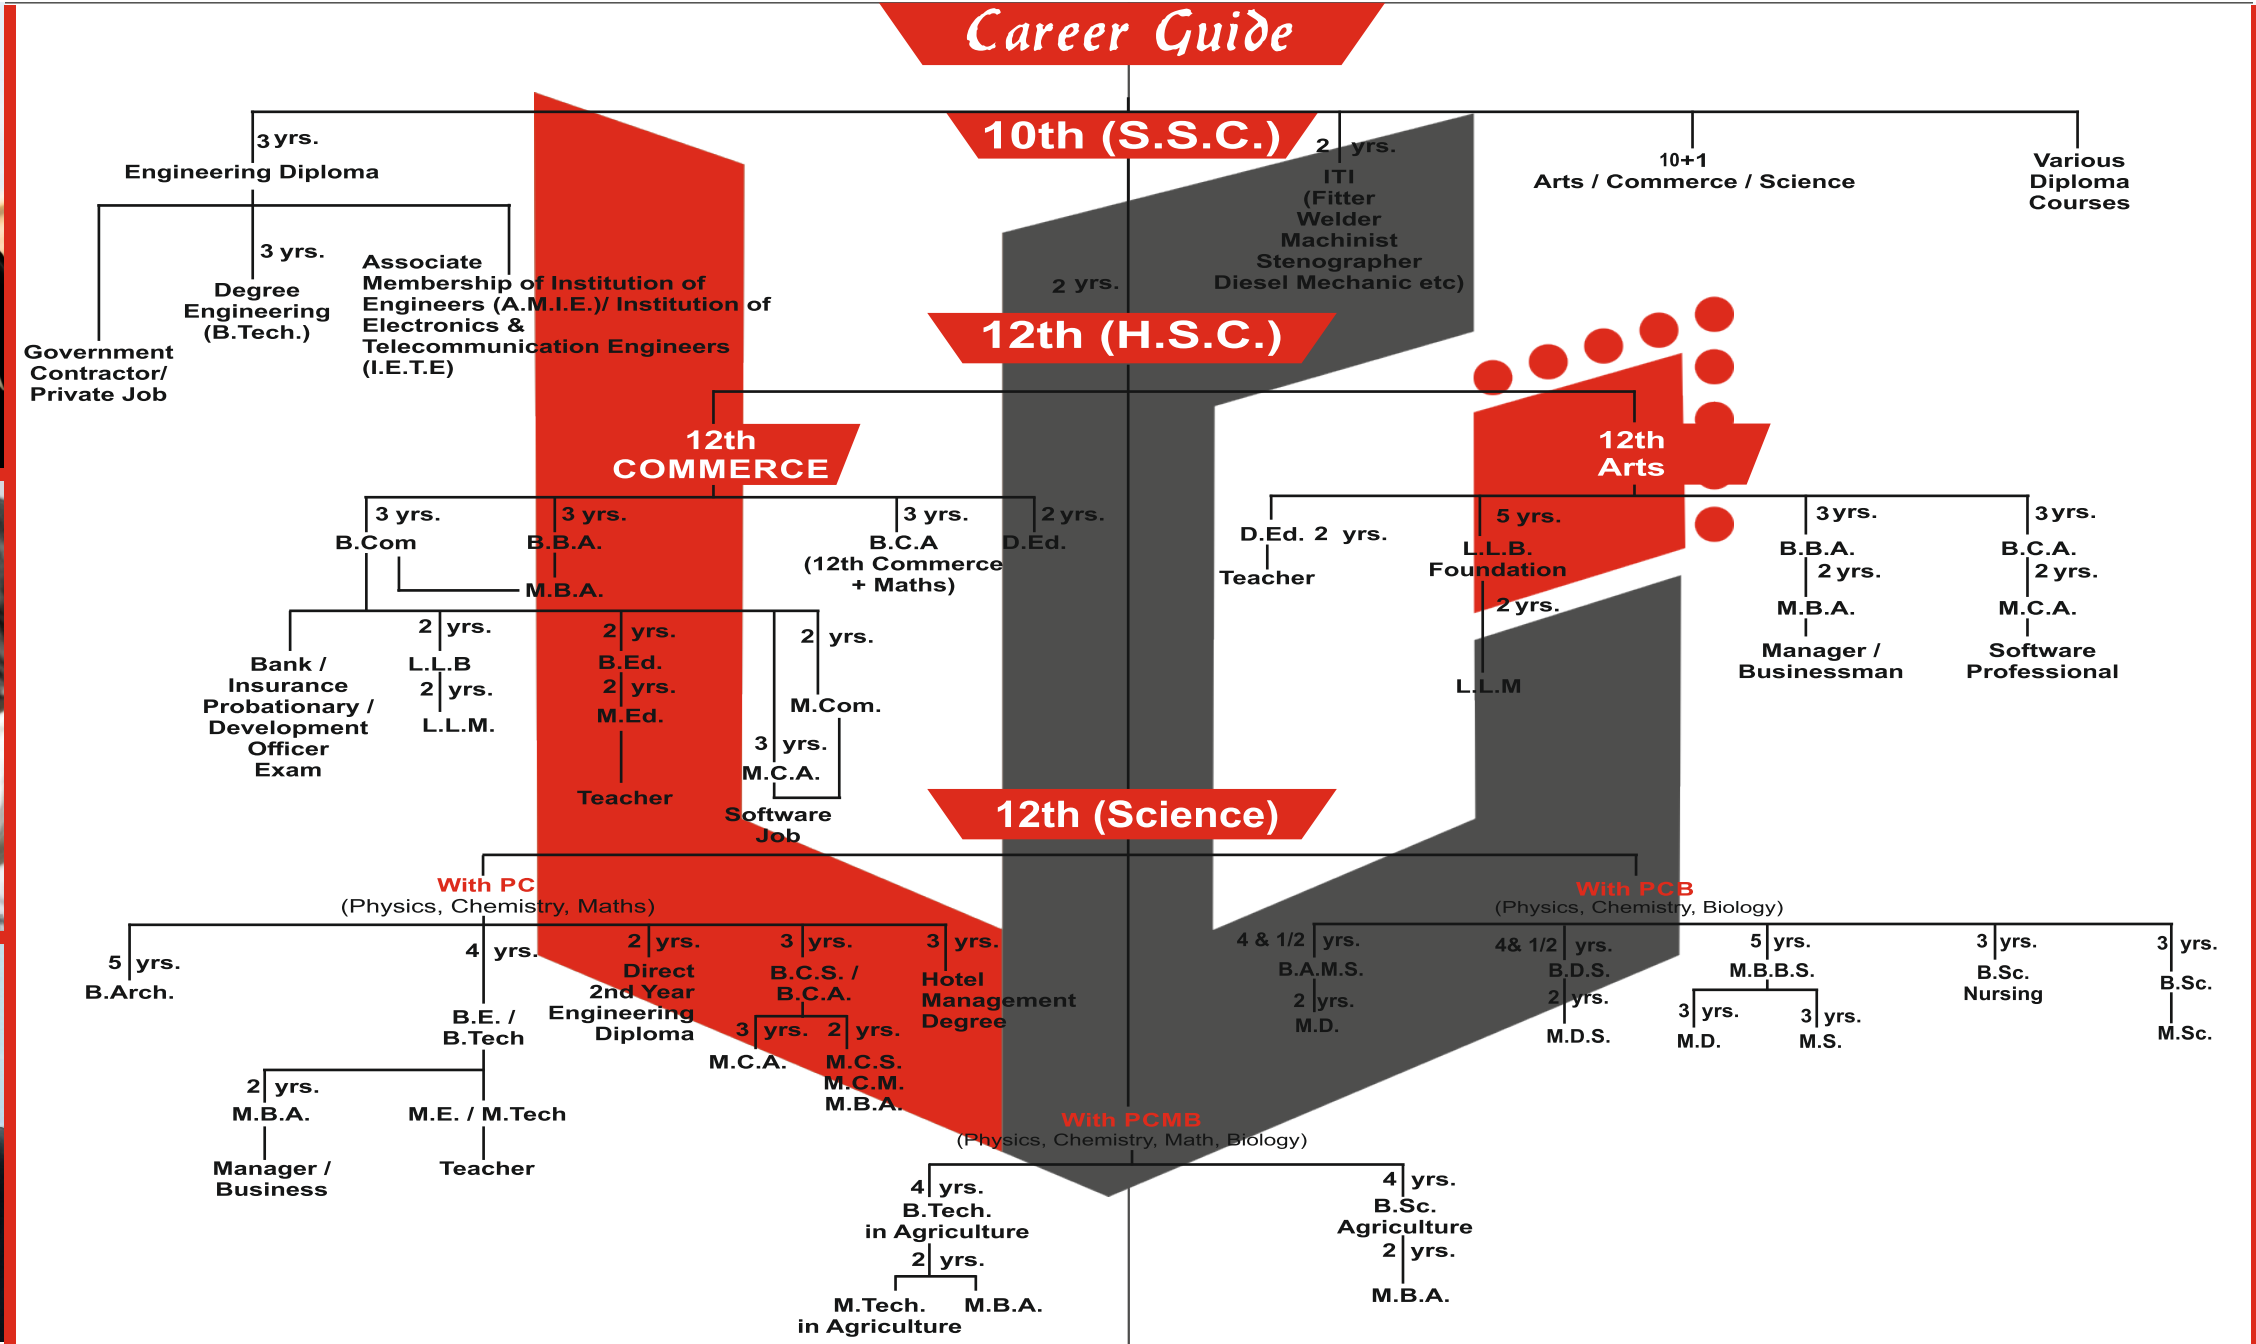 Career Guide
10th (S.S.C.)
3 yrs.
Engineering Diploma
2 yrs.
ITI
(Fitter
Welder
Machinist
Stenographer
Diesel Mechanic etc)
10+1
Arts / Commerce / Science
Various
Diploma
Courses
Government
Contractor/
Private Job
3 yrs.
Degree
Engineering
(B.Tech.)
Associate
Membership of Institution of
Engineers (A.M.I.E.)/ Institution of
Electronics &
Telecommunication Engineers
(I.E.T.E)
2 yrs.
12th (H.S.C.)
12th
COMMERCE
12th
Arts
3 yrs.
B.Com
3 yrs.
B.B.A.
M.B.A.
3 yrs.
B.C.A
(12th Commerce
+ Maths)
2 yrs.
D.Ed.
Bank /
Insurance
Probationary /
Development
Officer
Exam
2 yrs.
L.L.B
2 yrs.
L.L.M.
2 yrs.
B.Ed.
2 yrs.
M.Ed.
Teacher
2 yrs.
M.Com.
3 yrs.
M.C.A.
Software
Job
D.Ed. 2 yrs.
Teacher
5 yrs.
L.L.B.
Foundation
2 yrs.
L.L.M
3 yrs.
B.B.A.
2 yrs.
M.B.A.
Manager /
Businessman
3 yrs.
B.C.A.
2 yrs.
M.C.A.
Software
Professional
12th (Science)
With PC
(Physics, Chemistry, Maths)
5 yrs.
B.Arch.
4 yrs.
B.E. /
B.Tech
2 yrs.
M.B.A.
Manager /
Business
M.E. / M.Tech
Teacher
2 yrs.
Direct
2nd Year
Engineering
Diploma
3 yrs.
B.C.S. /
B.C.A.
3 yrs.
M.C.A.
2 yrs.
M.C.S.
M.C.M.
M.B.A.
3 yrs.
Hotel
Management
Degree
With PCB
(Physics, Chemistry, Biology)
4 & 1/2 yrs.
B.A.M.S.
2 yrs.
M.D.
4& 1/2 yrs.
B.D.S.
2 yrs.
M.D.S.
5 yrs.
M.B.B.S.
3 yrs.
M.D.
3 yrs.
M.S.
3 yrs.
B.Sc.
Nursing
3 yrs.
B.Sc.
M.Sc.
With PCMB
(Physics, Chemistry, Math, Biology)
4 yrs.
B.Tech.
in Agriculture
2 yrs.
M.Tech.
in Agriculture
M.B.A.
4 yrs.
B.Sc.
Agriculture
2 yrs.
M.B.A.